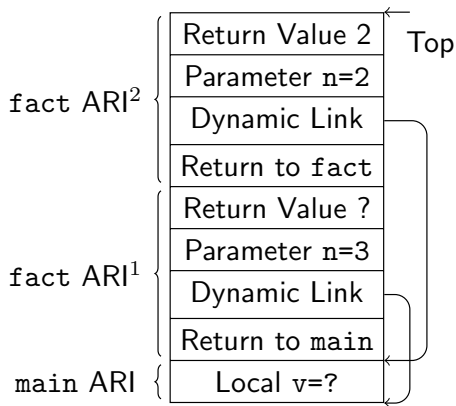 Return Value 2
Top
Parameter n=2
fact ARI²
Dynamic Link
Return to fact
Return Value ?
Parameter n=3
fact ARI¹
Dynamic Link
Return to main
main ARI
Local v=?